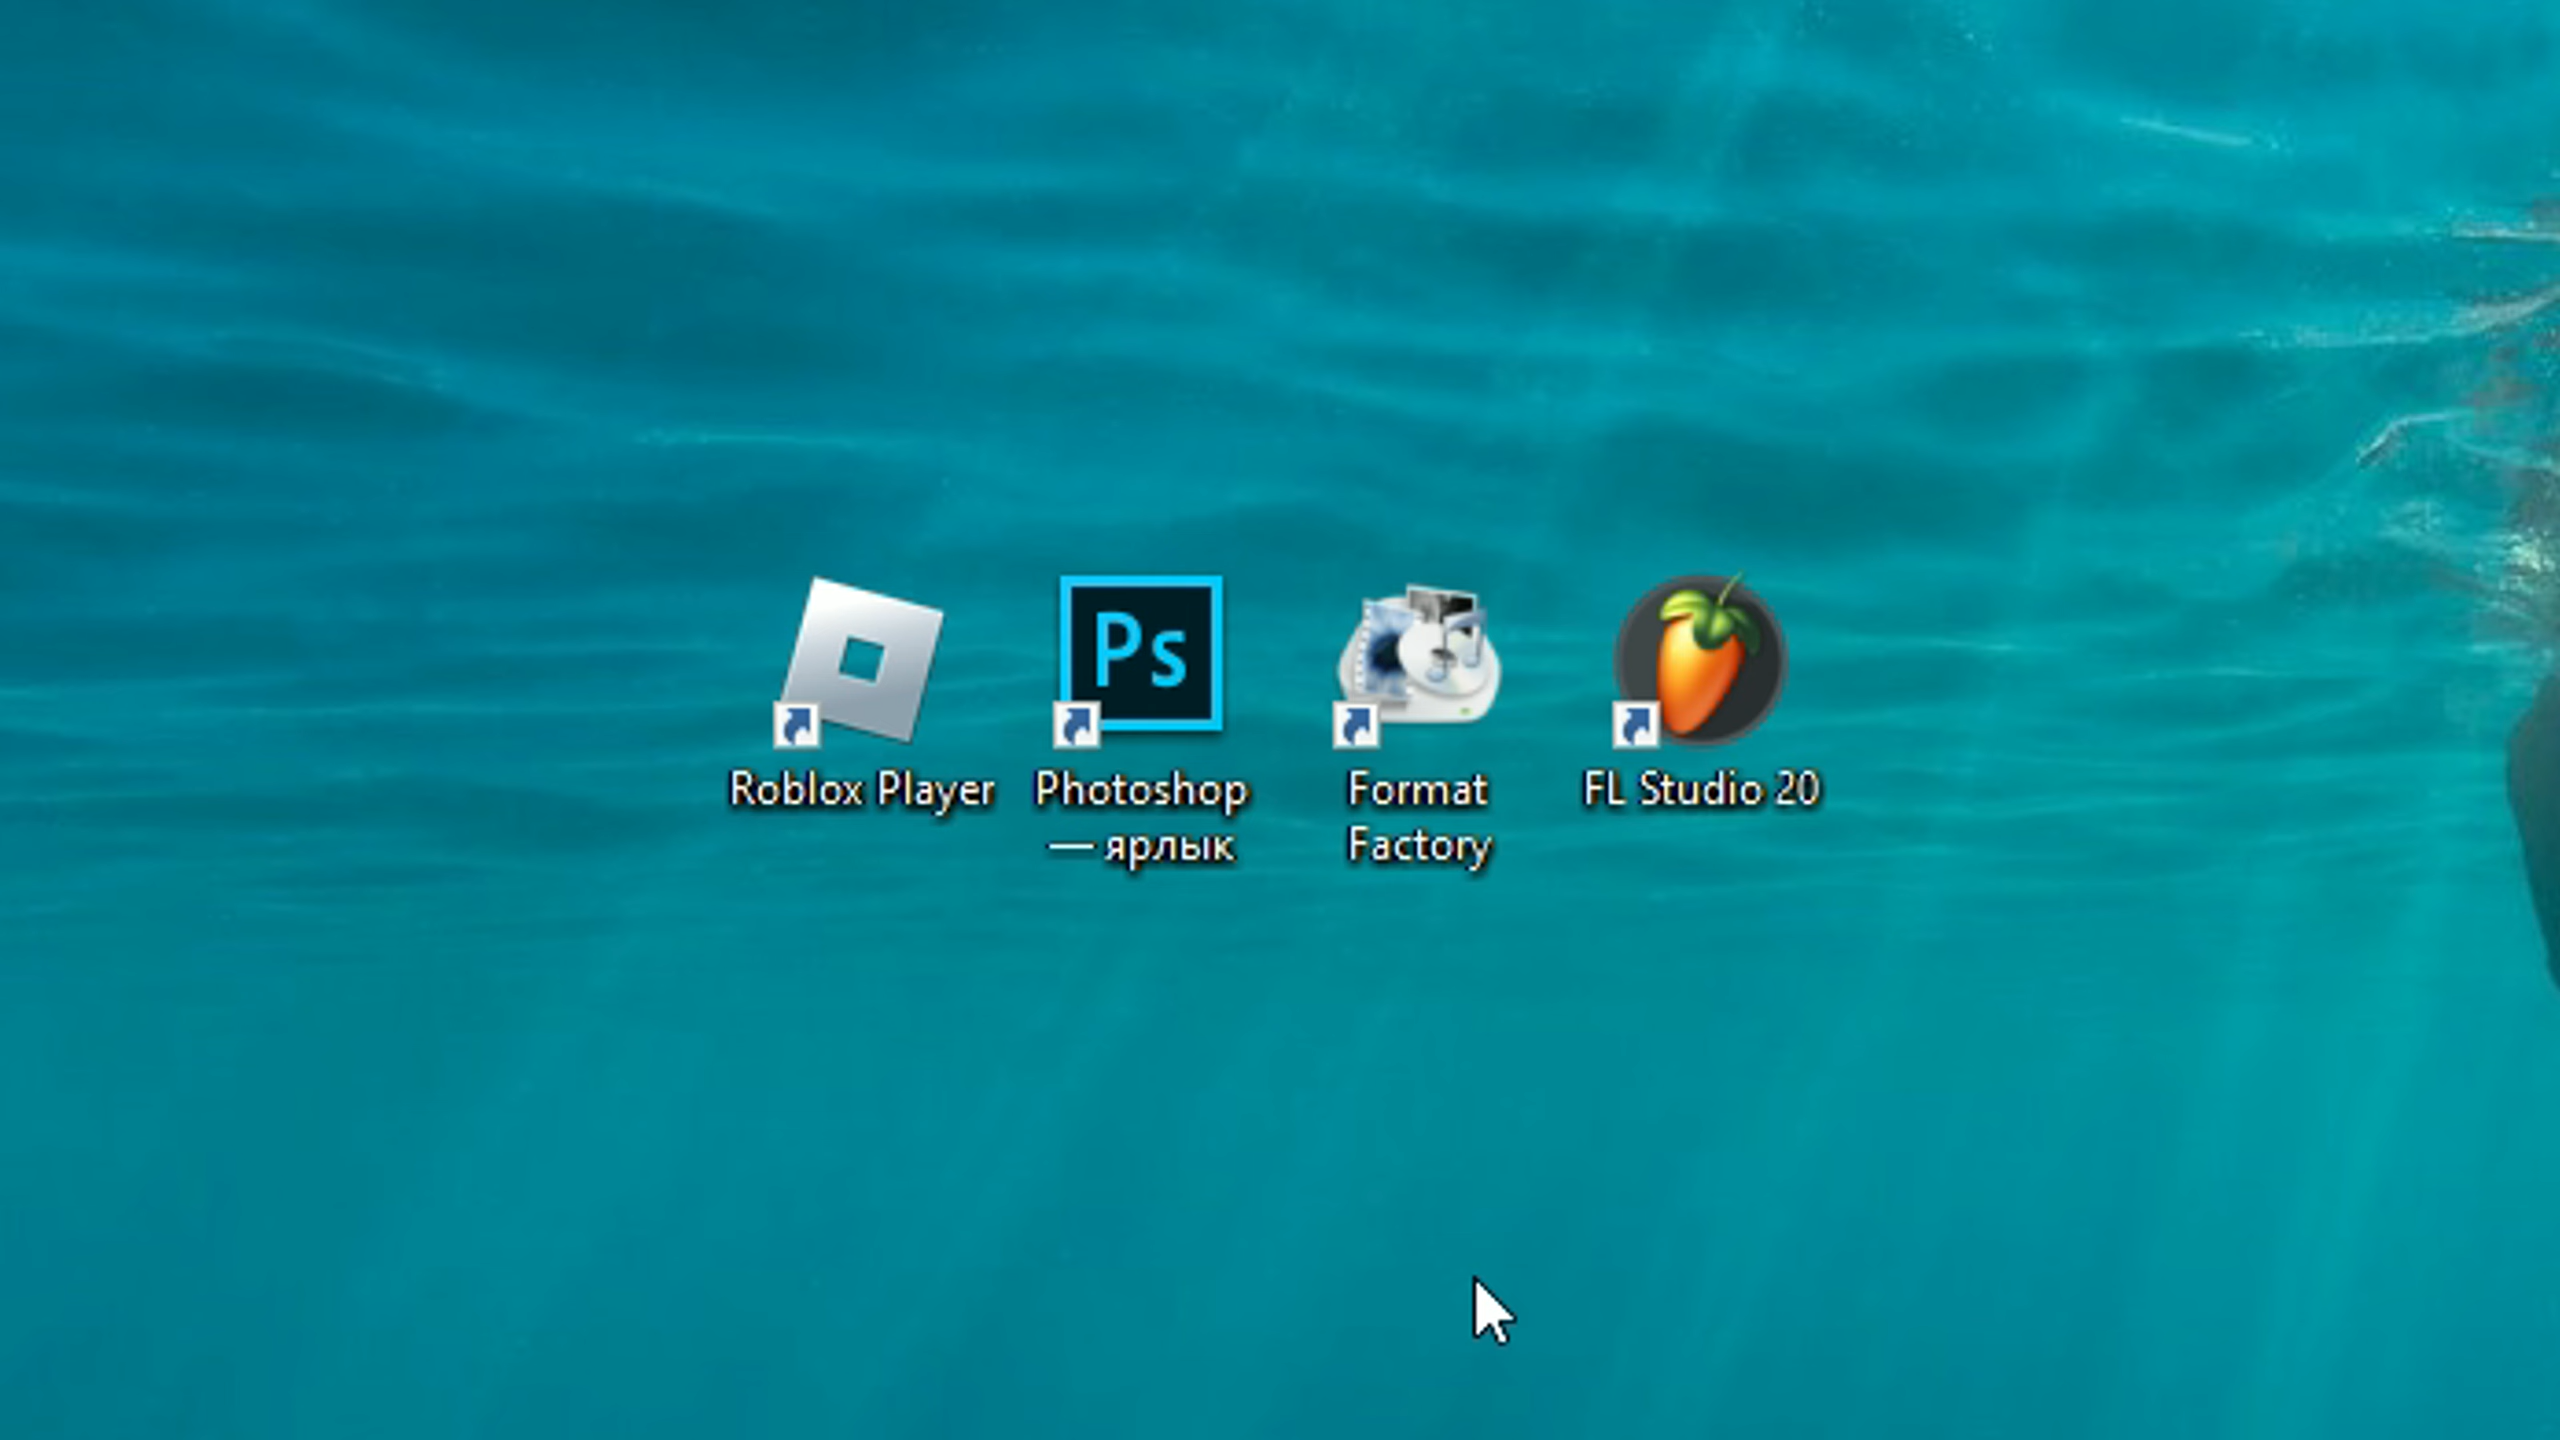 Ps
Roblox Player
Photoshop
— ярлык
Format
Factory
FL Studio 20